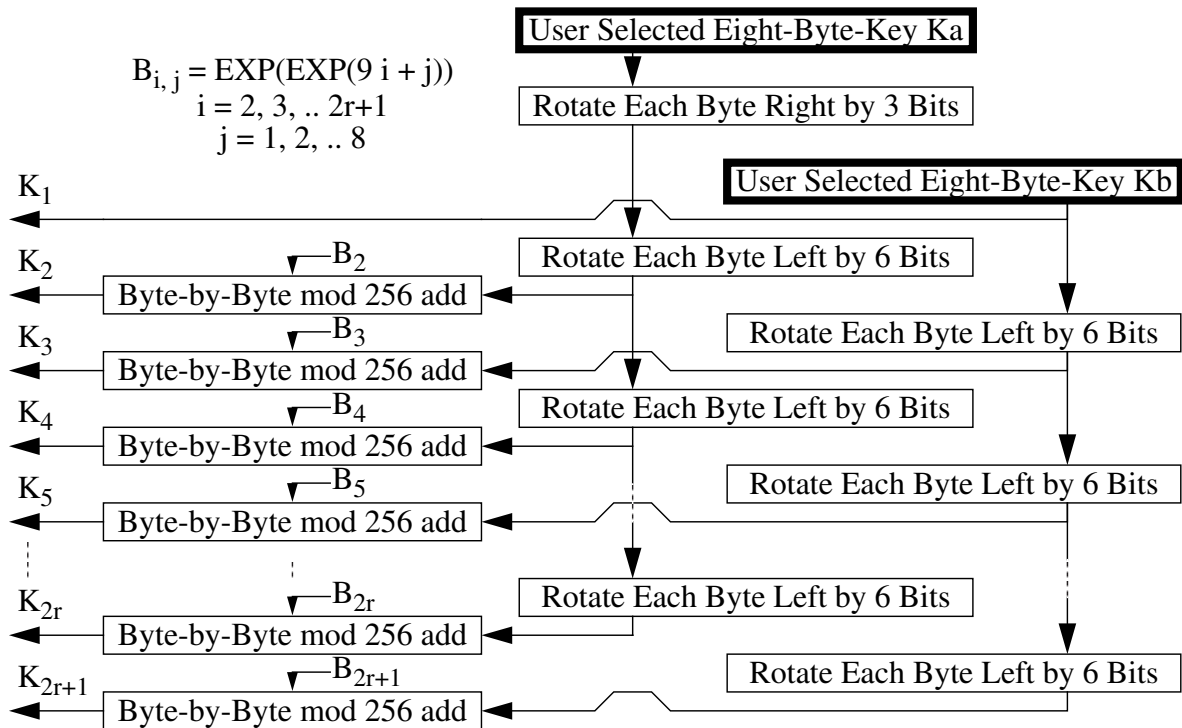 User Selected Eight-Byte-Key Ka
B_{i, j} = EXP(EXP(9 i + j))
i = 2, 3, .. 2r+1
j = 1, 2, .. 8
Rotate Each Byte Right by 3 Bits
User Selected Eight-Byte-Key Kb
K_1
Rotate Each Byte Left by 6 Bits
B_2
K_2
Byte-by-Byte mod 256 add
Rotate Each Byte Left by 6 Bits
B_3
K_3
Byte-by-Byte mod 256 add
Rotate Each Byte Left by 6 Bits
B_4
K_4
Byte-by-Byte mod 256 add
Rotate Each Byte Left by 6 Bits
B_5
K_5
Byte-by-Byte mod 256 add
Rotate Each Byte Left by 6 Bits
B_{2r}
K_{2r}
Byte-by-Byte mod 256 add
Rotate Each Byte Left by 6 Bits
B_{2r+1}
K_{2r+1}
Byte-by-Byte mod 256 add